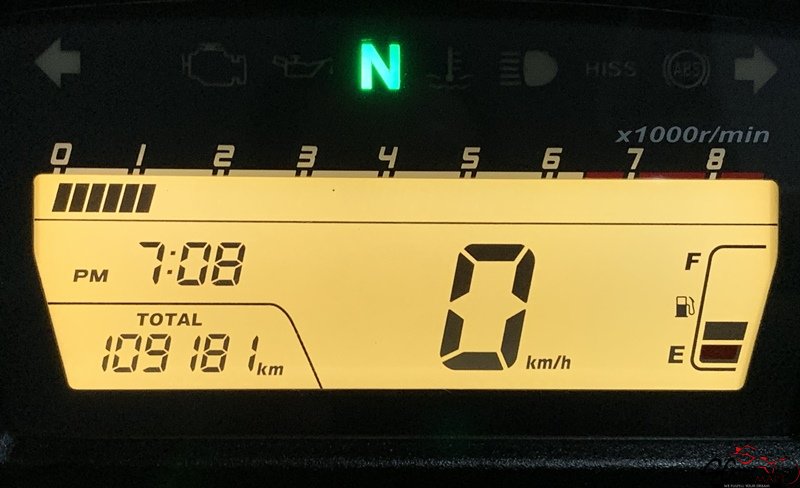 N
HISS
ABS
x1000r/min
0 1 2 3 4 5 6 7 8
PM 7:08
TOTAL
109181 km
0 km/h
F
E